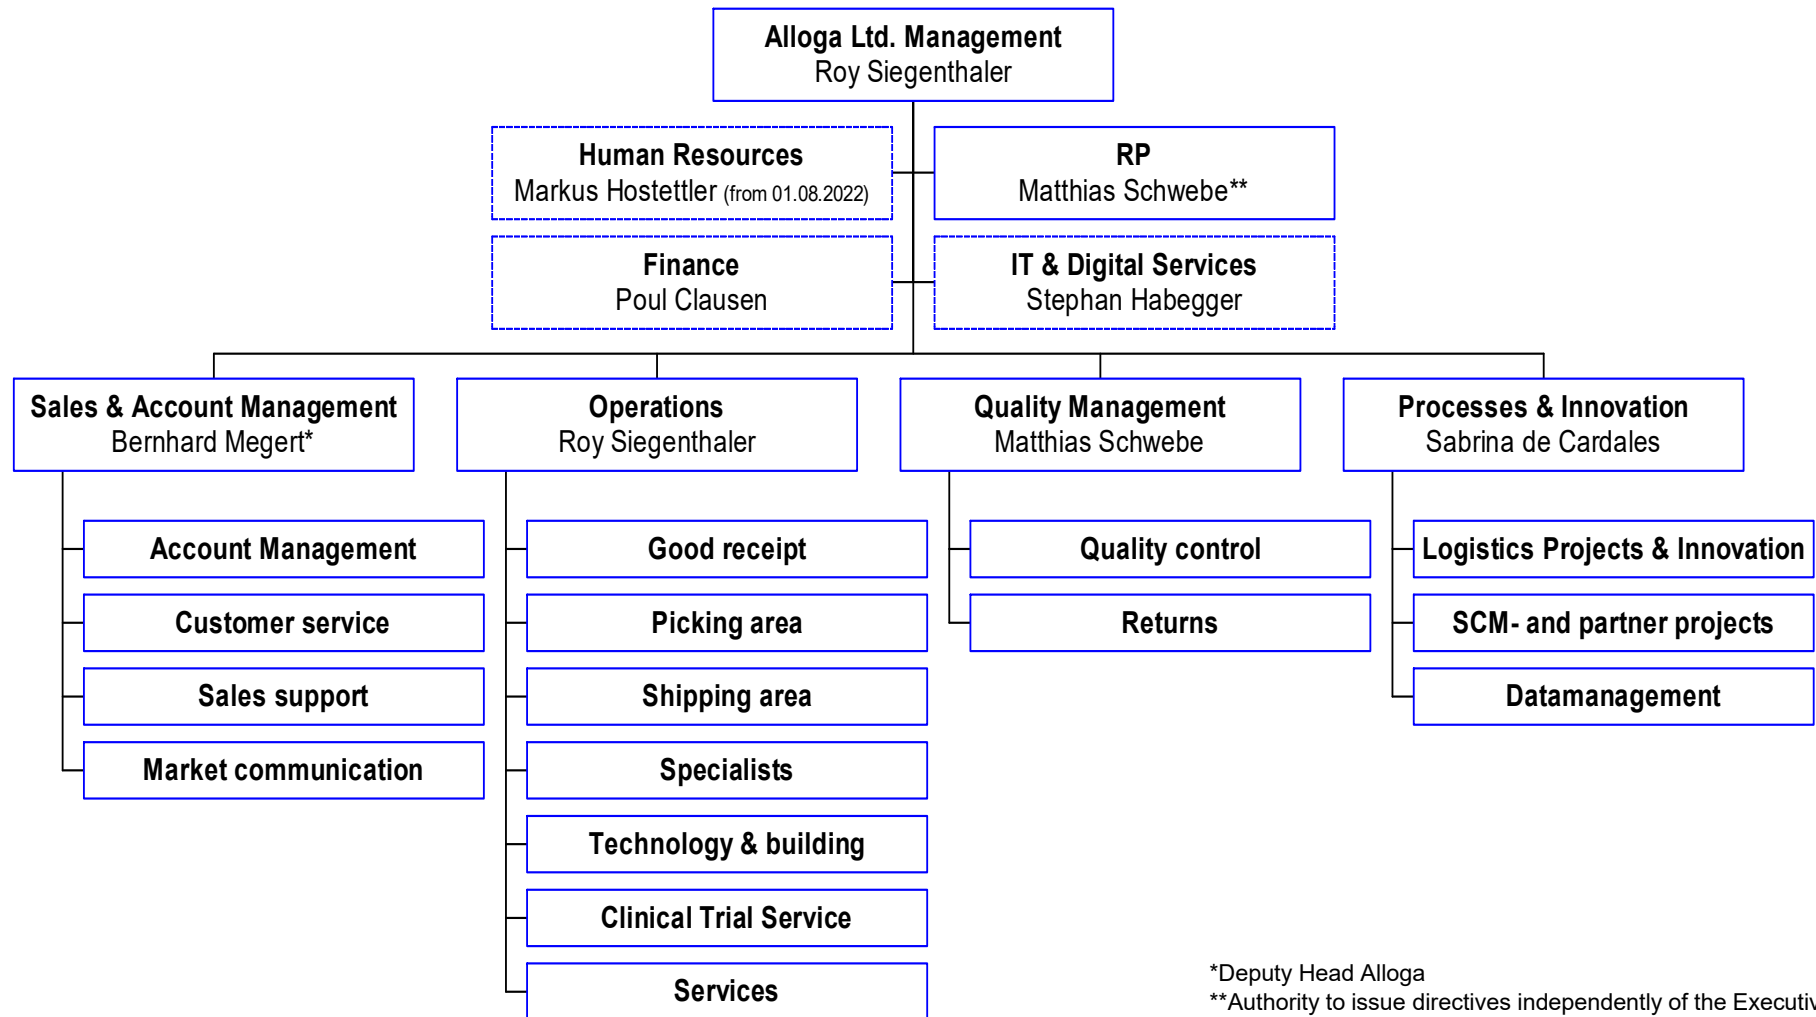 Alloga Ltd. Management
Roy Siegenthaler
Human Resources
Markus Hostettler (from 01.08.2022)
RP
Matthias Schwebe**
Finance
Poul Clausen
IT & Digital Services
Stephan Habegger
Sales & Account Management
Bernhard Megert*
Operations
Roy Siegenthaler
Quality Management
Matthias Schwebe
Processes & Innovation
Sabrina de Cardales
Account Management
Customer service
Sales support
Market communication
Good receipt
Picking area
Shipping area
Specialists
Technology & building
Clinical Trial Service
Services
Quality control
Returns
Logistics Projects & Innovation
SCM- and partner projects
Datamanagement
*Deputy Head Alloga
**Authority to issue directives independently of the